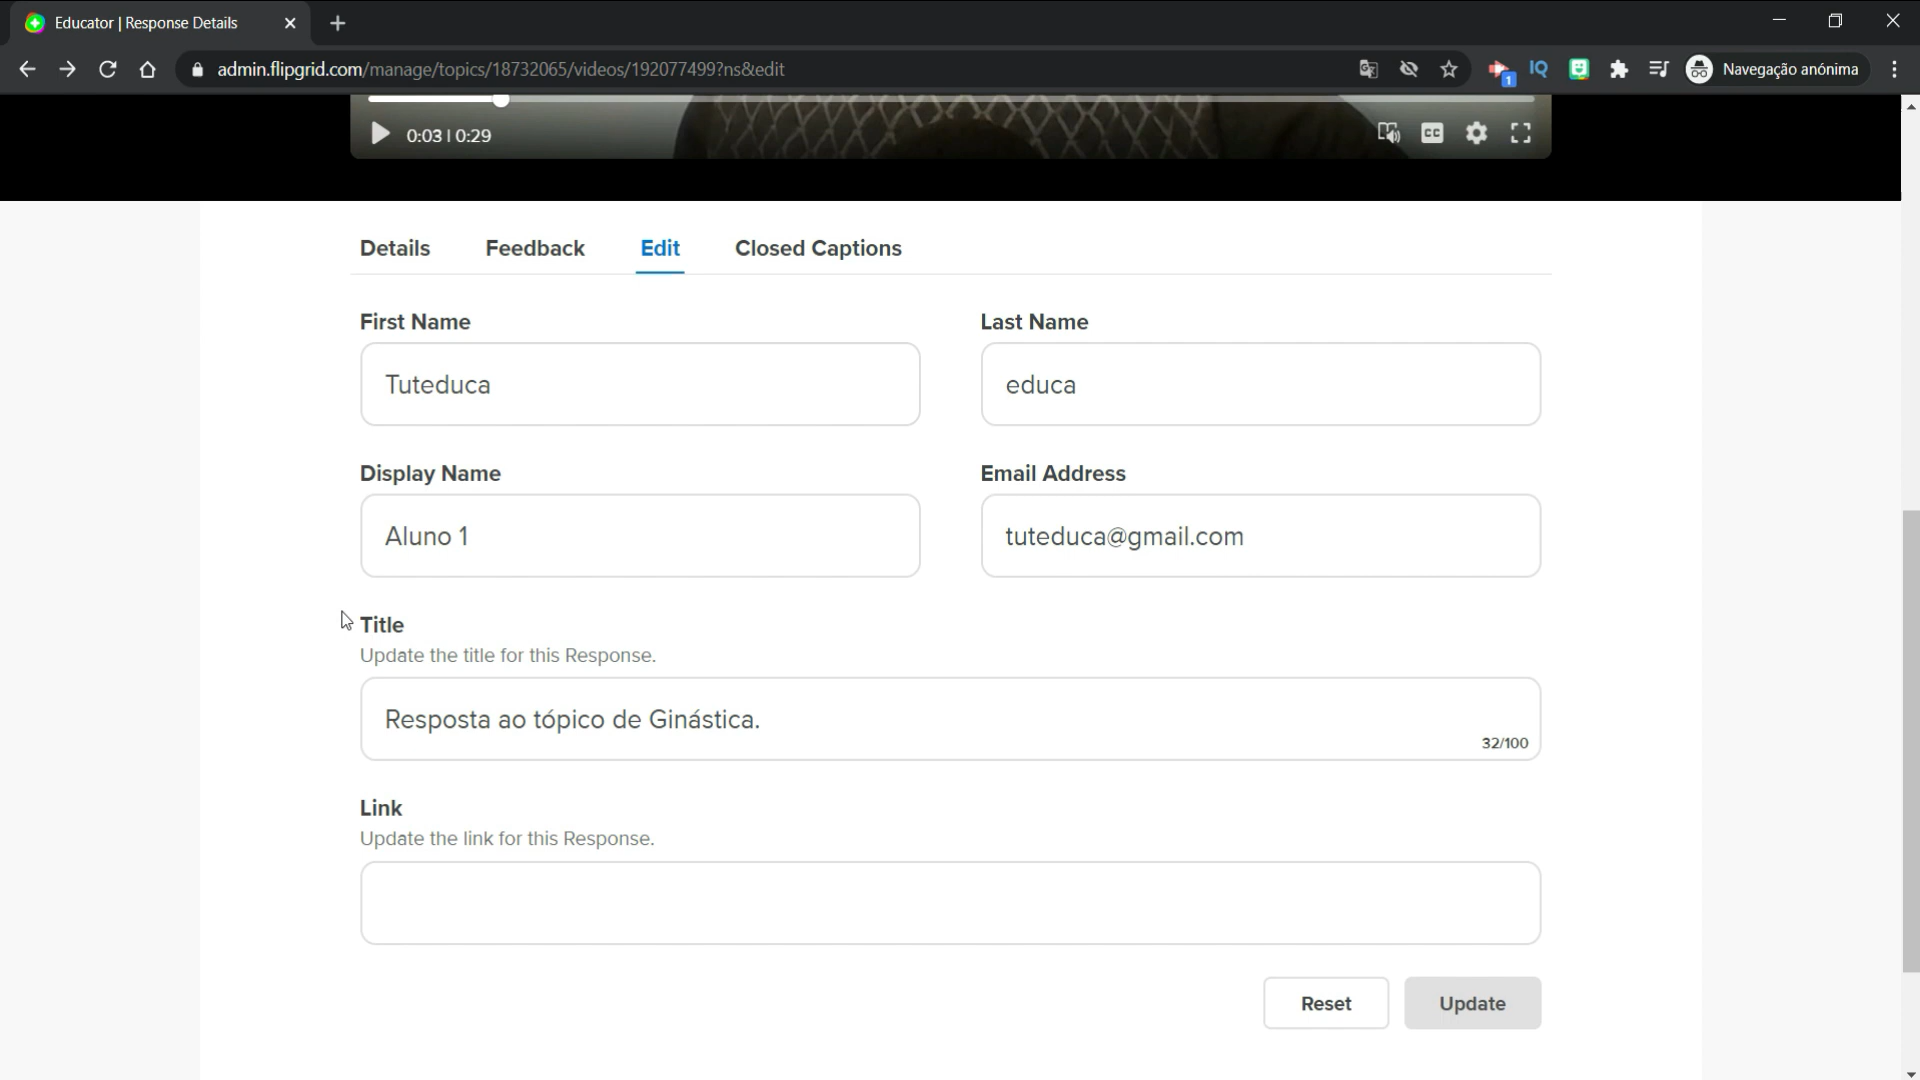 Educator | Response Details
admin.flipgrid.com/manage/topics/18732065/videos/192077499?ns&edit
1
IQ
Navegação anónima
0:03 | 0:29
CC
Details Feedback Edit Closed Captions
First Name Last Name
Tuteduca educa
Display Name Email Address
Aluno 1 tuteduca@gmail.com
Title
Update the title for this Response.
Resposta ao tópico de Ginástica.
32/100
Link
Update the link for this Response.
Reset Update